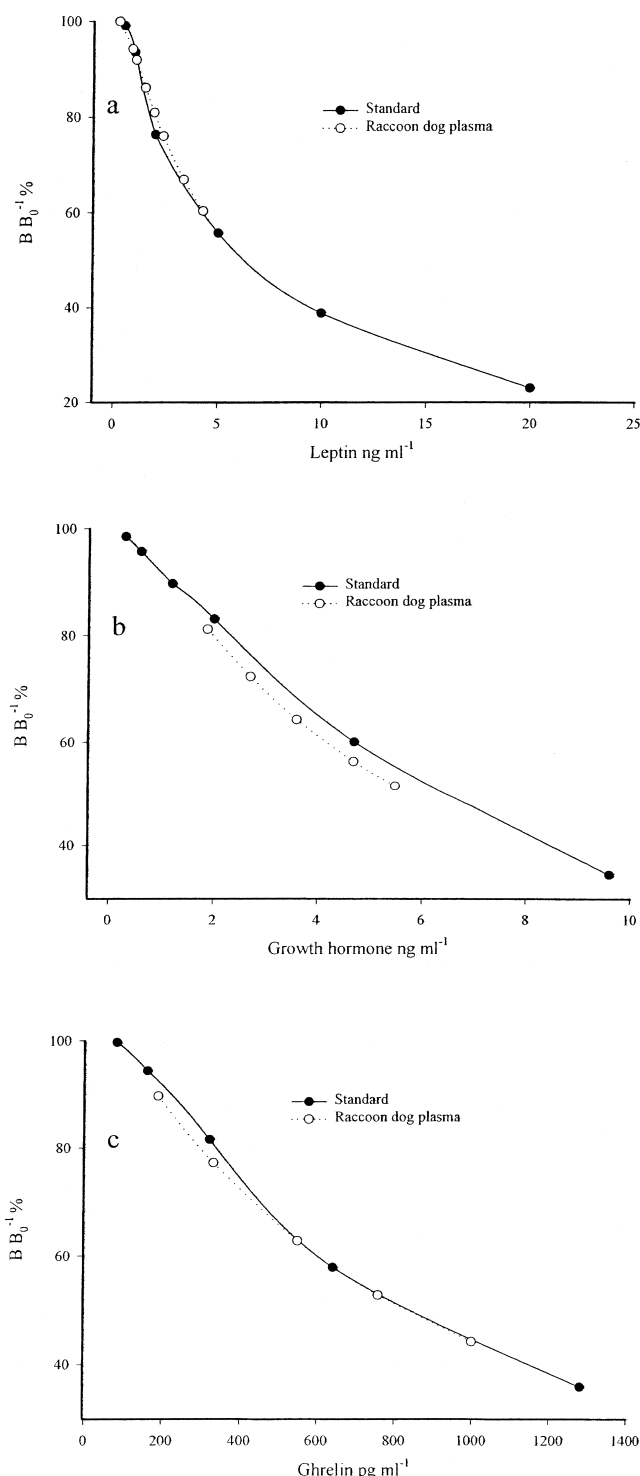 100
80
60
40
20
B B₀⁻¹ %
a
Standard
Raccoon dog plasma
0 5 10 15 20 25
Leptin ng ml⁻¹
100
80
60
40
B B₀⁻¹ %
b
Standard
Raccoon dog plasma
0 2 4 6 8 10
Growth hormone ng ml⁻¹
100
80
60
40
B B₀⁻¹ %
c
Standard
Raccoon dog plasma
0 200 400 600 800 1000 1200 1400
Ghrelin pg ml⁻¹